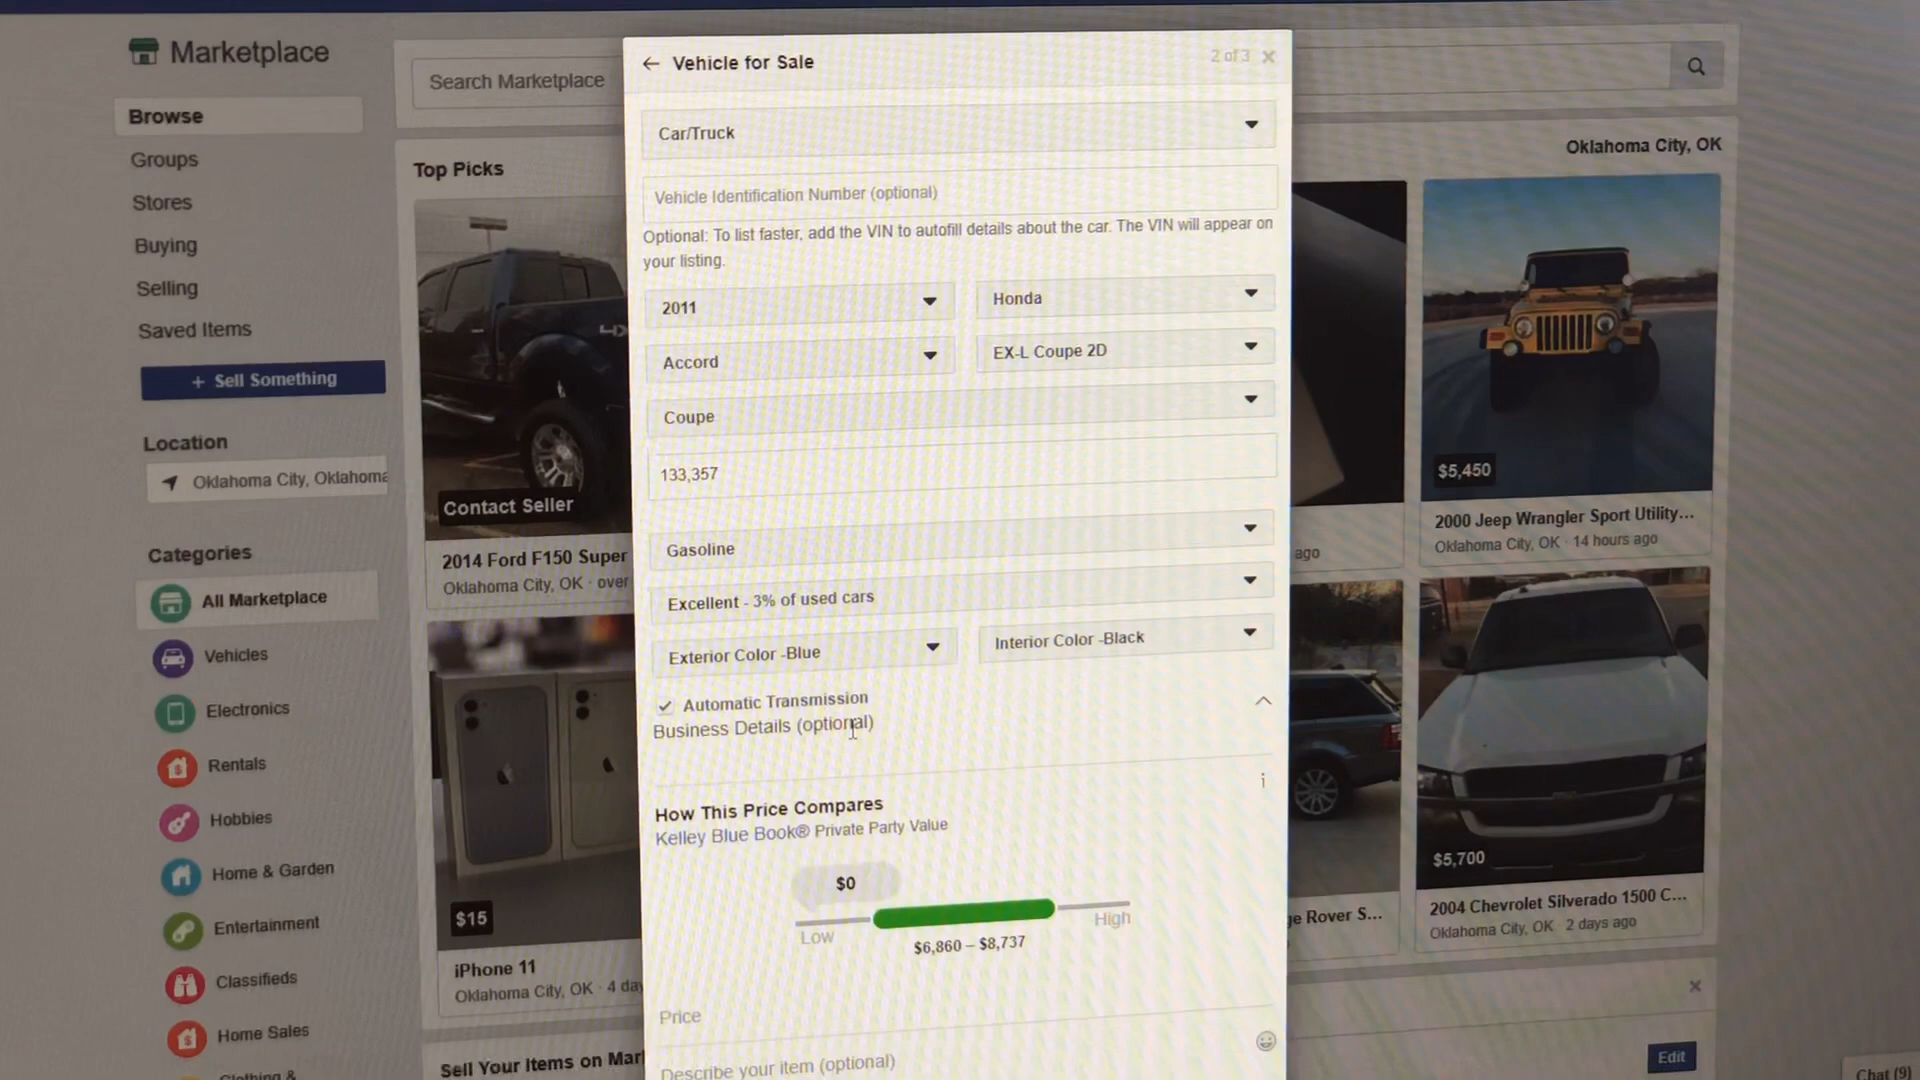 Marketplace
Browse
Groups
Stores
Buying
Selling
Saved Items
+ Sell Something
Location
Oklahoma City, Oklahoma
Categories
All Marketplace
Vehicles
Electronics
Rentals
Hobbies
Home & Garden
Entertainment
Classifieds
Home Sales
Clothing &
Search Marketplace
Top Picks
Contact Seller
2014 Ford F150 Super
Oklahoma City, OK · over
$15
iPhone 11
Oklahoma City, OK · 4 day
Sell Your Items on Mar
Vehicle for Sale
2 of 3
Car/Truck
Vehicle Identification Number (optional)
Optional: To list faster, add the VIN to autofill details about the car. The VIN will appear on
your listing.
2011
Honda
Accord
EX-L Coupe 2D
Coupe
133,357
Gasoline
Excellent - 3% of used cars
Exterior Color -Blue
Interior Color -Black
Automatic Transmission
Business Details (optional)
How This Price Compares
Kelley Blue Book® Private Party Value
$0
Low
High
$6,860 – $8,737
Price
Describe your item (optional)
Oklahoma City, OK
$5,450
2000 Jeep Wrangler Sport Utility...
Oklahoma City, OK · 14 hours ago
ago
ge Rover S...
$5,700
2004 Chevrolet Silverado 1500 C...
Oklahoma City, OK · 2 days ago
Edit
Chat (9)